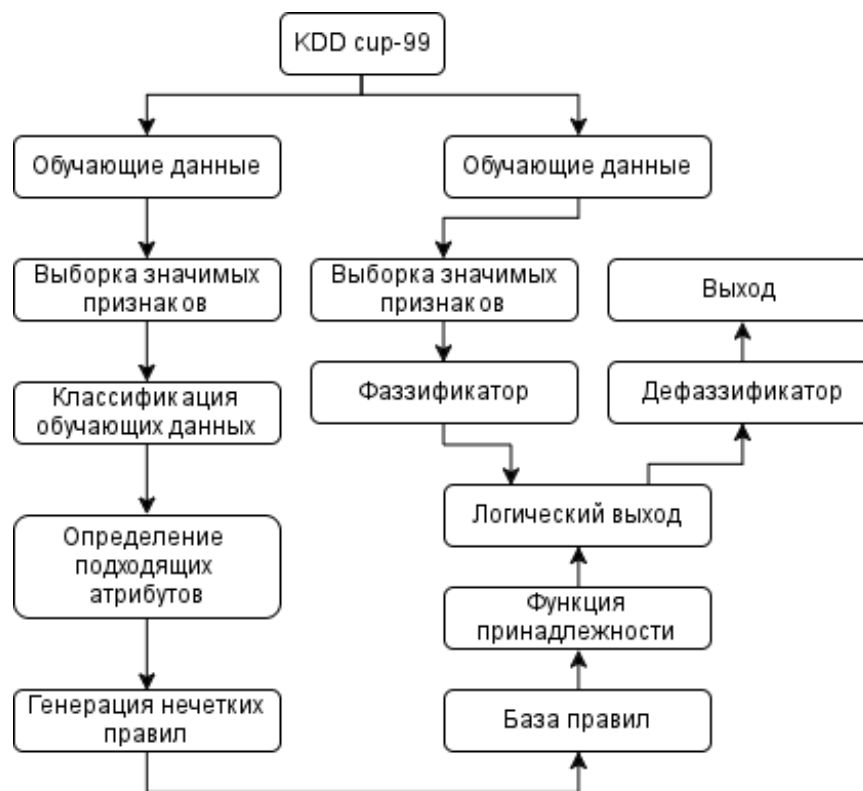 KDD cup-99
Обучающие данные
Обучающие данные
Выборка значимых
признаков
Выборка значимых
признаков
Выход
Классификация
обучающих данных
Фаззификатор
Дефаззификатор
Логический выход
Определение
подходящих
атрибутов
Функция
принадлежности
Генерация нечетких
правил
База правил